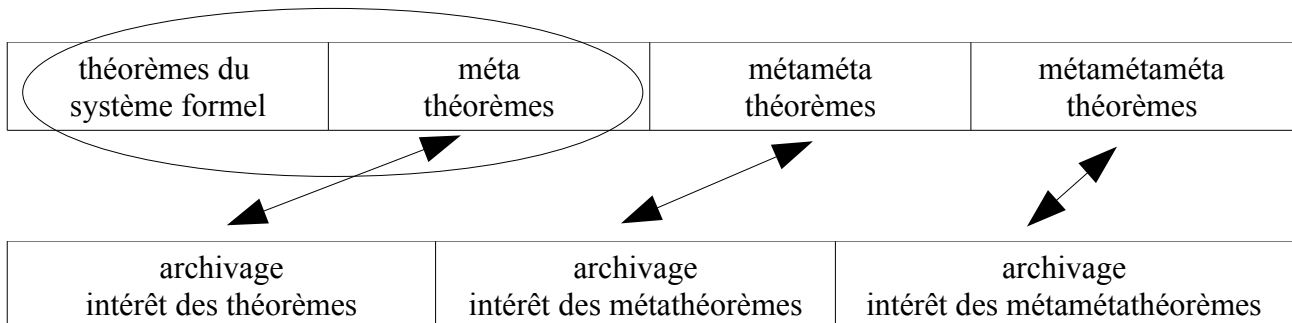 théorèmes du
système formel
méta
théorèmes
métaméta
théorèmes
métamétaméta
théorèmes
archivage
intérêt des théorèmes
archivage
intérêt des métathéorèmes
archivage
intérêt des métamétathéorèmes